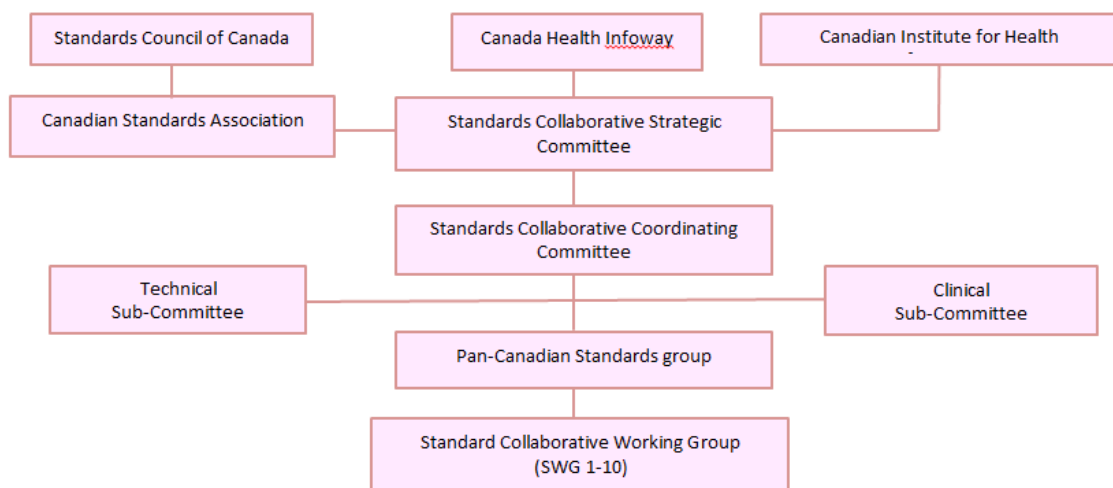 Standards Council of Canada
Canada Health Infoway
Canadian Institute for Health
Canadian Standards Association
Standards Collaborative Strategic
Committee
Standards Collaborative Coordinating
Committee
Technical
Sub-Committee
Clinical
Sub-Committee
Pan-Canadian Standards group
Standard Collaborative Working Group
(SWG 1-10)